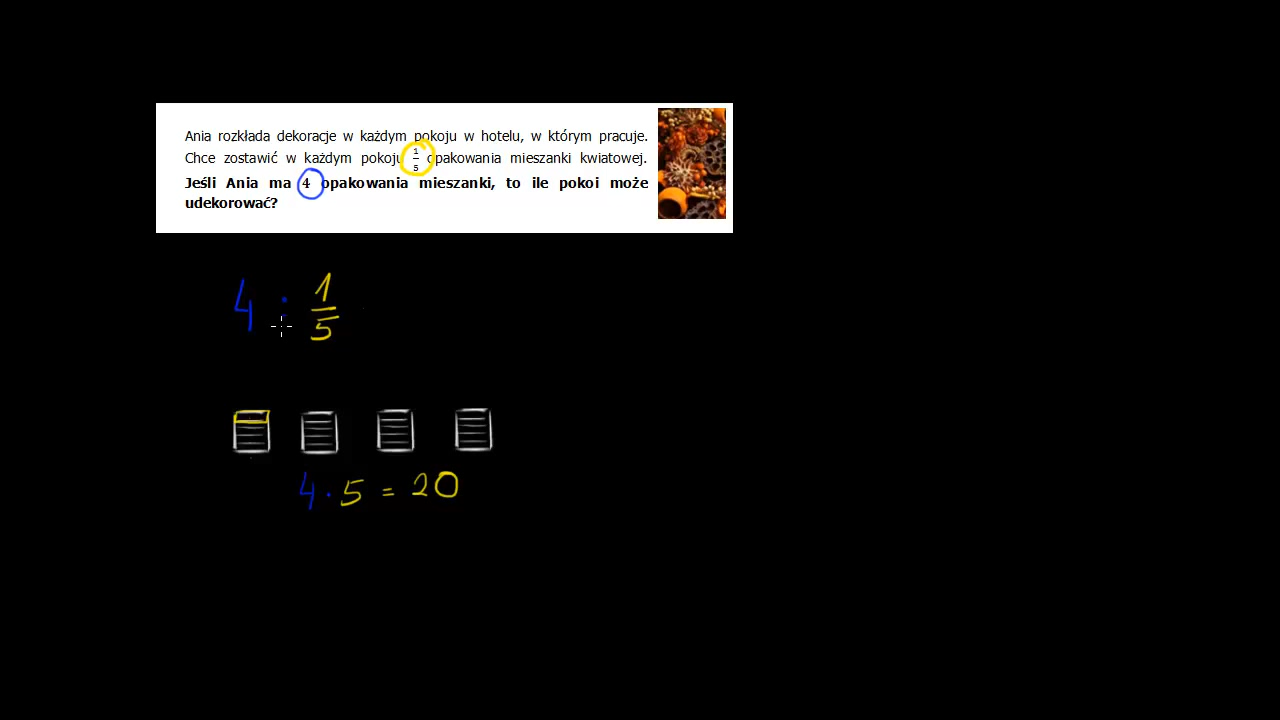 Ania rozkłada dekoracje w każdym pokoju w hotelu, w którym pracuje.
Chce zostawić w każdym pokoju 1/5 opakowania mieszanki kwiatowej.
Jeśli Ania ma 4 opakowania mieszanki, to ile pokoi może
udekorować?
4 : 1/5
4 · 5 = 20